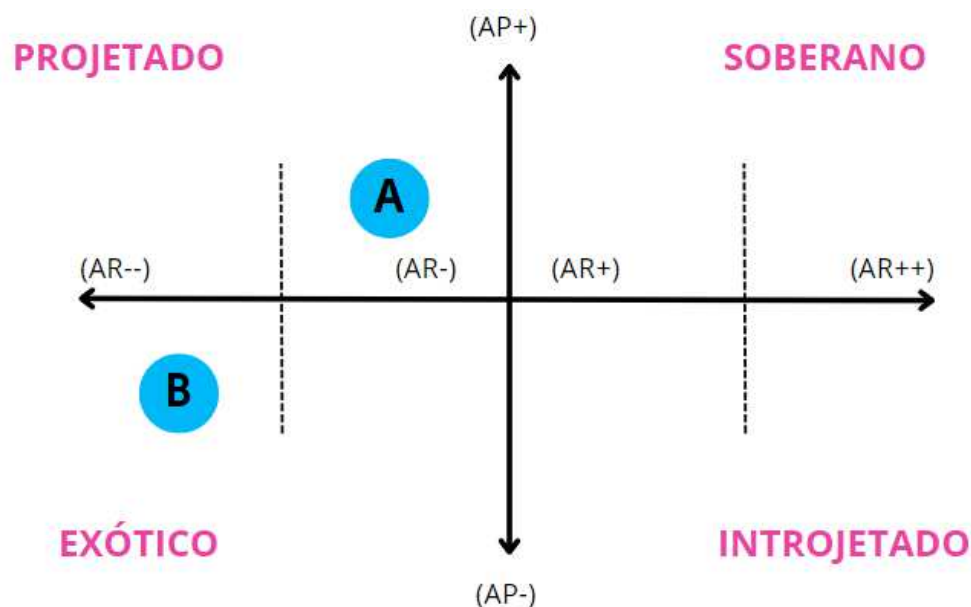 (AP+)
PROJETADO
SOBERANO
A
(AR--)
(AR-)
(AR+)
(AR++)
B
EXÓTICO
INTROJETADO
(AP-)